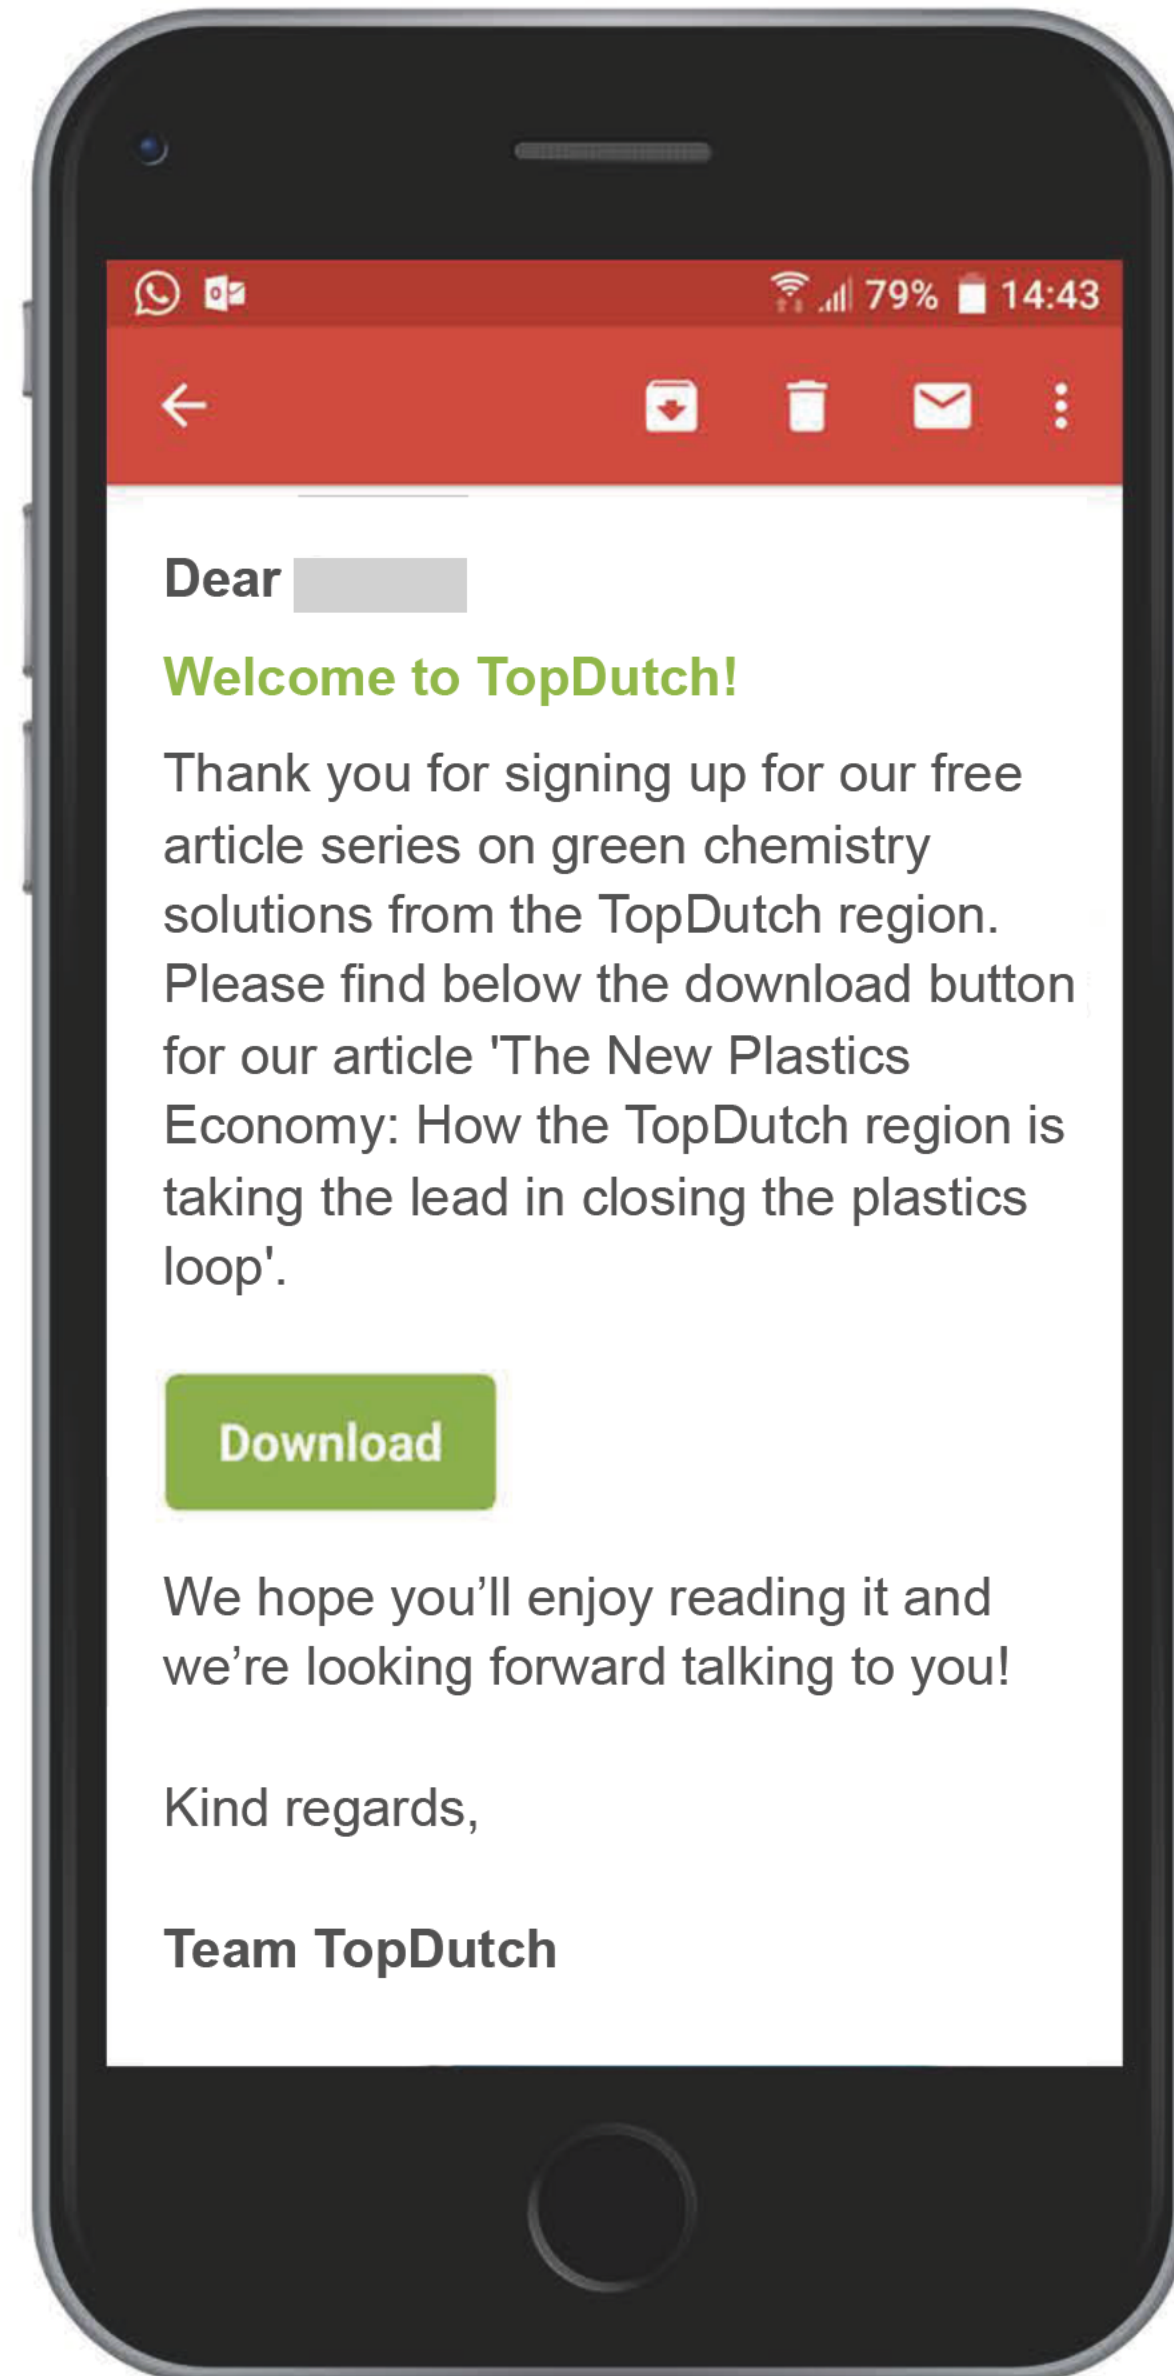 79% 14:43
Dear
Welcome to TopDutch!
Thank you for signing up for our free
article series on green chemistry
solutions from the TopDutch region.
Please find below the download button
for our article 'The New Plastics
Economy: How the TopDutch region is
taking the lead in closing the plastics
loop'.
Download
We hope you’ll enjoy reading it and
we’re looking forward talking to you!
Kind regards,
Team TopDutch